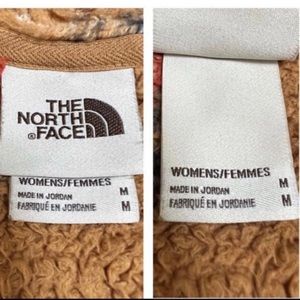 THE
NORTH
FACE
®
WOMENS/FEMMES M
MADE IN JORDAN
FABRIQUÉ EN JORDANIE M
WOMENS/FEMMES
MADE IN JORDAN M
FABRIQUÉ EN JORDANIE M